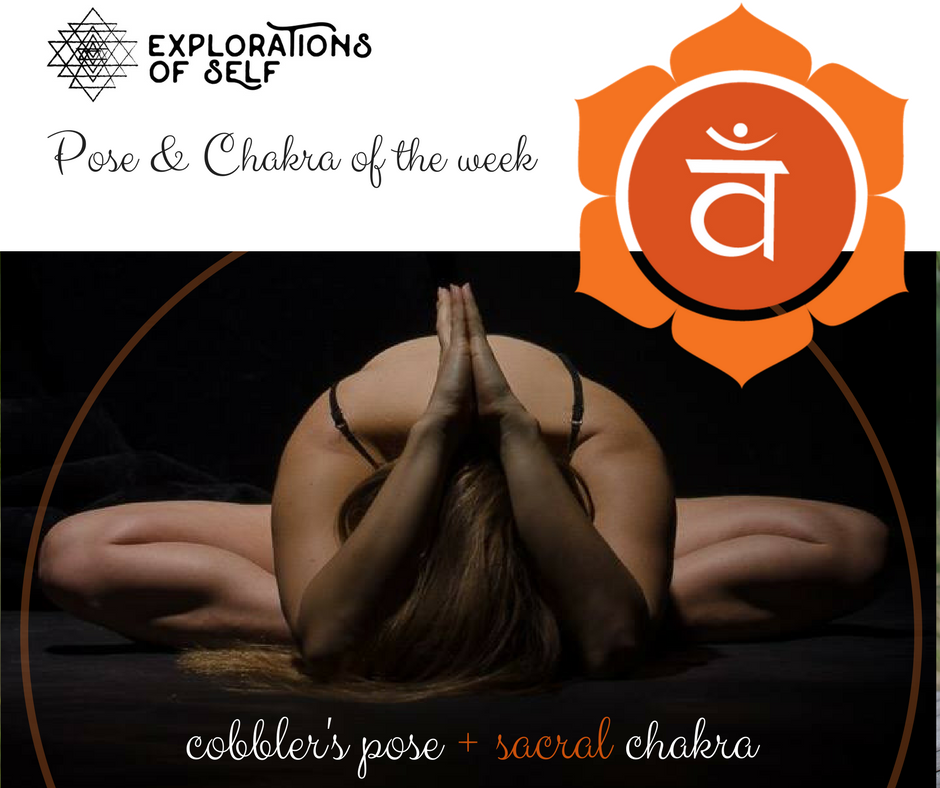 EXPLORATIONS
OF SELF
Pose & Chakra of the week
वँ
cobbler's pose + sacral chakra